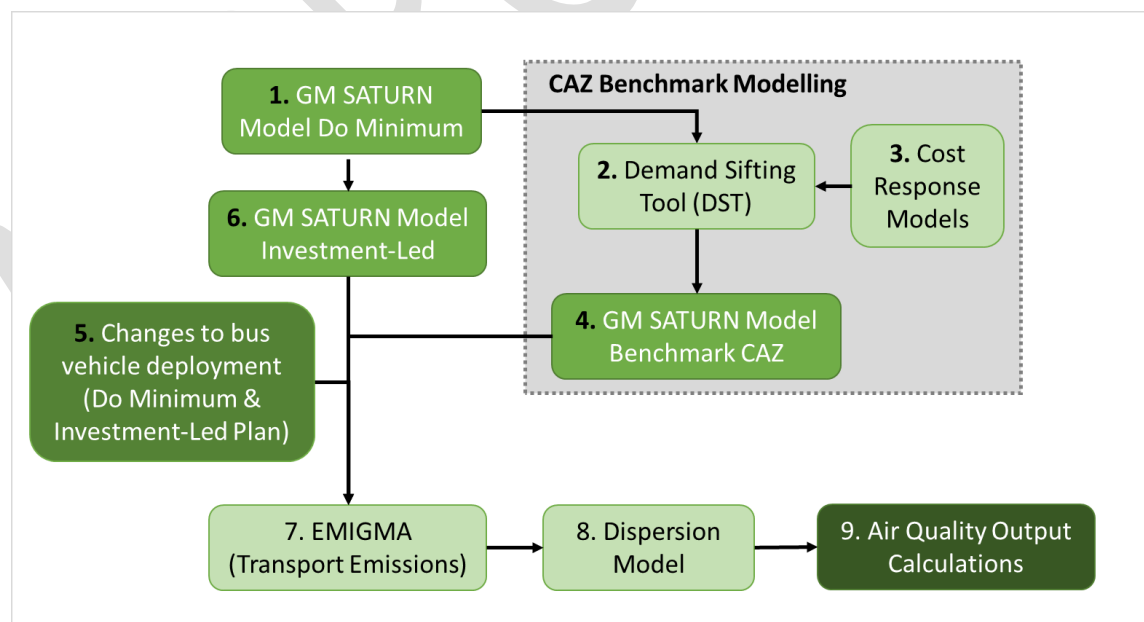 CAZ Benchmark Modelling
1. GM SATURN
Model Do Minimum
2. Demand Sifting
Tool (DST)
3. Cost
Response
Models
6. GM SATURN Model
Investment-Led
4. GM SATURN Model
Benchmark CAZ
5. Changes to bus
vehicle deployment
(Do Minimum &
Investment-Led Plan)
7. EMIGMA
(Transport Emissions)
8. Dispersion
Model
9. Air Quality Output
Calculations